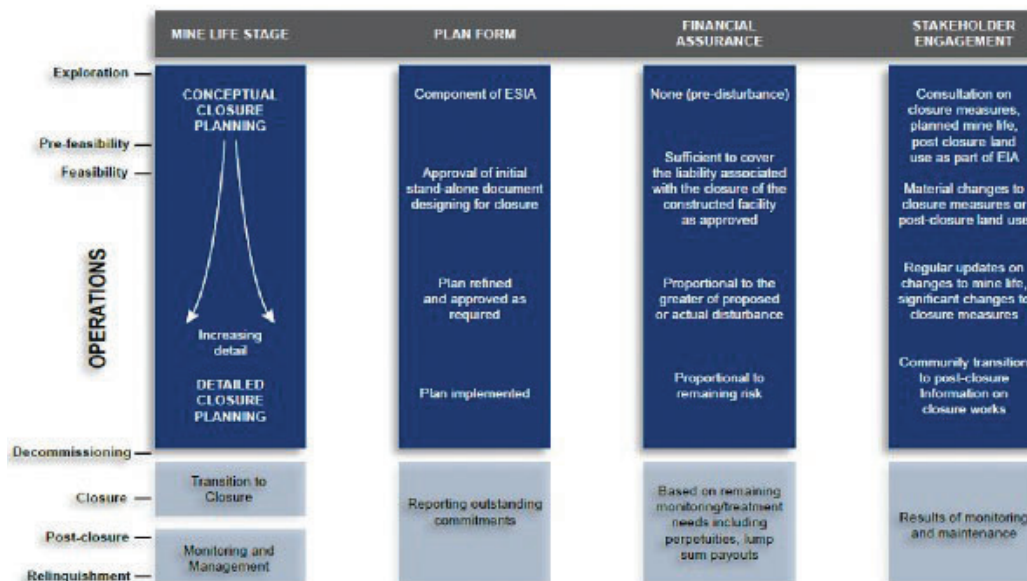 MINE LIFE STAGE
PLAN FORM
FINANCIAL
ASSURANCE
STAKEHOLDER
ENGAGEMENT
Exploration
Pre-feasibility
Feasibility
OPERATIONS
Decommissioning
Closure
Post-closure
Relinquishment
CONCEPTUAL
CLOSURE
PLANNING
Increasing
detail
DETAILED
CLOSURE
PLANNING
Transition to
Closure
Monitoring and
Management
Component of ESIA
Approval of initial
stand-alone document
designing for closure
Plan refined
and approved as
required
Plan implemented
Reporting outstanding
commitments
None (pre-disturbance)
Sufficient to cover
the liability associated
with the closure of the
constructed facility
as approved
Proportional to the
greater of proposed
or actual disturbance
Proportional to
remaining risk
Based on remaining
monitoring/treatment
needs including
perpetuities, lump
sum payouts
Consultation on
closure measures,
planned mine life,
post closure land
use as part of EIA
Material changes to
closure measures or
post-closure land use
Regular updates on
changes to mine life,
significant changes to
closure measures
Community transition
to post-closure
Information on
closure works
Results of monitoring
and maintenance